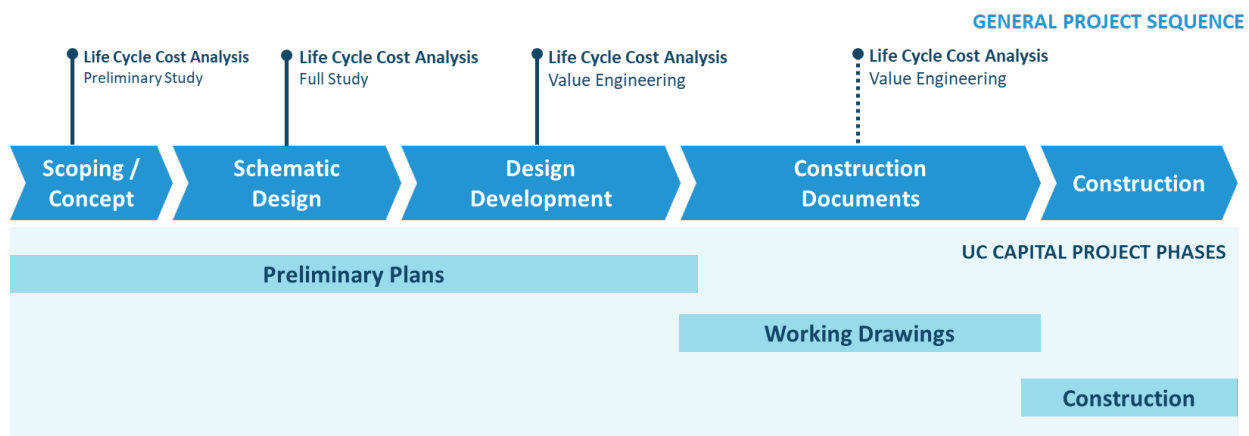 GENERAL PROJECT SEQUENCE
Life Cycle Cost Analysis
Preliminary Study
Life Cycle Cost Analysis
Full Study
Life Cycle Cost Analysis
Value Engineering
Life Cycle Cost Analysis
Value Engineering
Scoping /
Concept
Schematic
Design
Design
Development
Construction
Documents
Construction
UC CAPITAL PROJECT PHASES
Preliminary Plans
Working Drawings
Construction